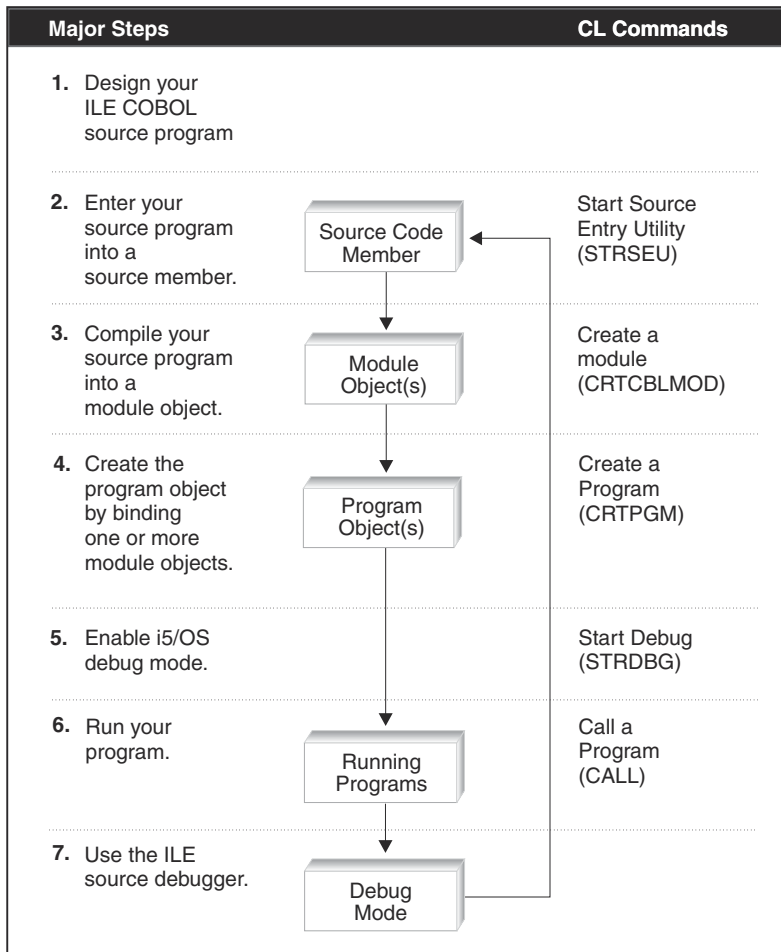 Major Steps CL Commands
1. Design your
ILE COBOL
source program
2. Enter your
source program
into a
source member.
Source Code
Member
Start Source
Entry Utility
(STRSEU)
3. Compile your
source program
into a
module object.
Module
Object(s)
Create a
module
(CRTCBLMOD)
4. Create the
program object
by binding
one or more
module objects.
Program
Object(s)
Create a
Program
(CRTPGM)
5. Enable i5/OS
debug mode.
Start Debug
(STRDBG)
6. Run your
program.
Running
Programs
Call a
Program
(CALL)
7. Use the ILE
source debugger.
Debug
Mode